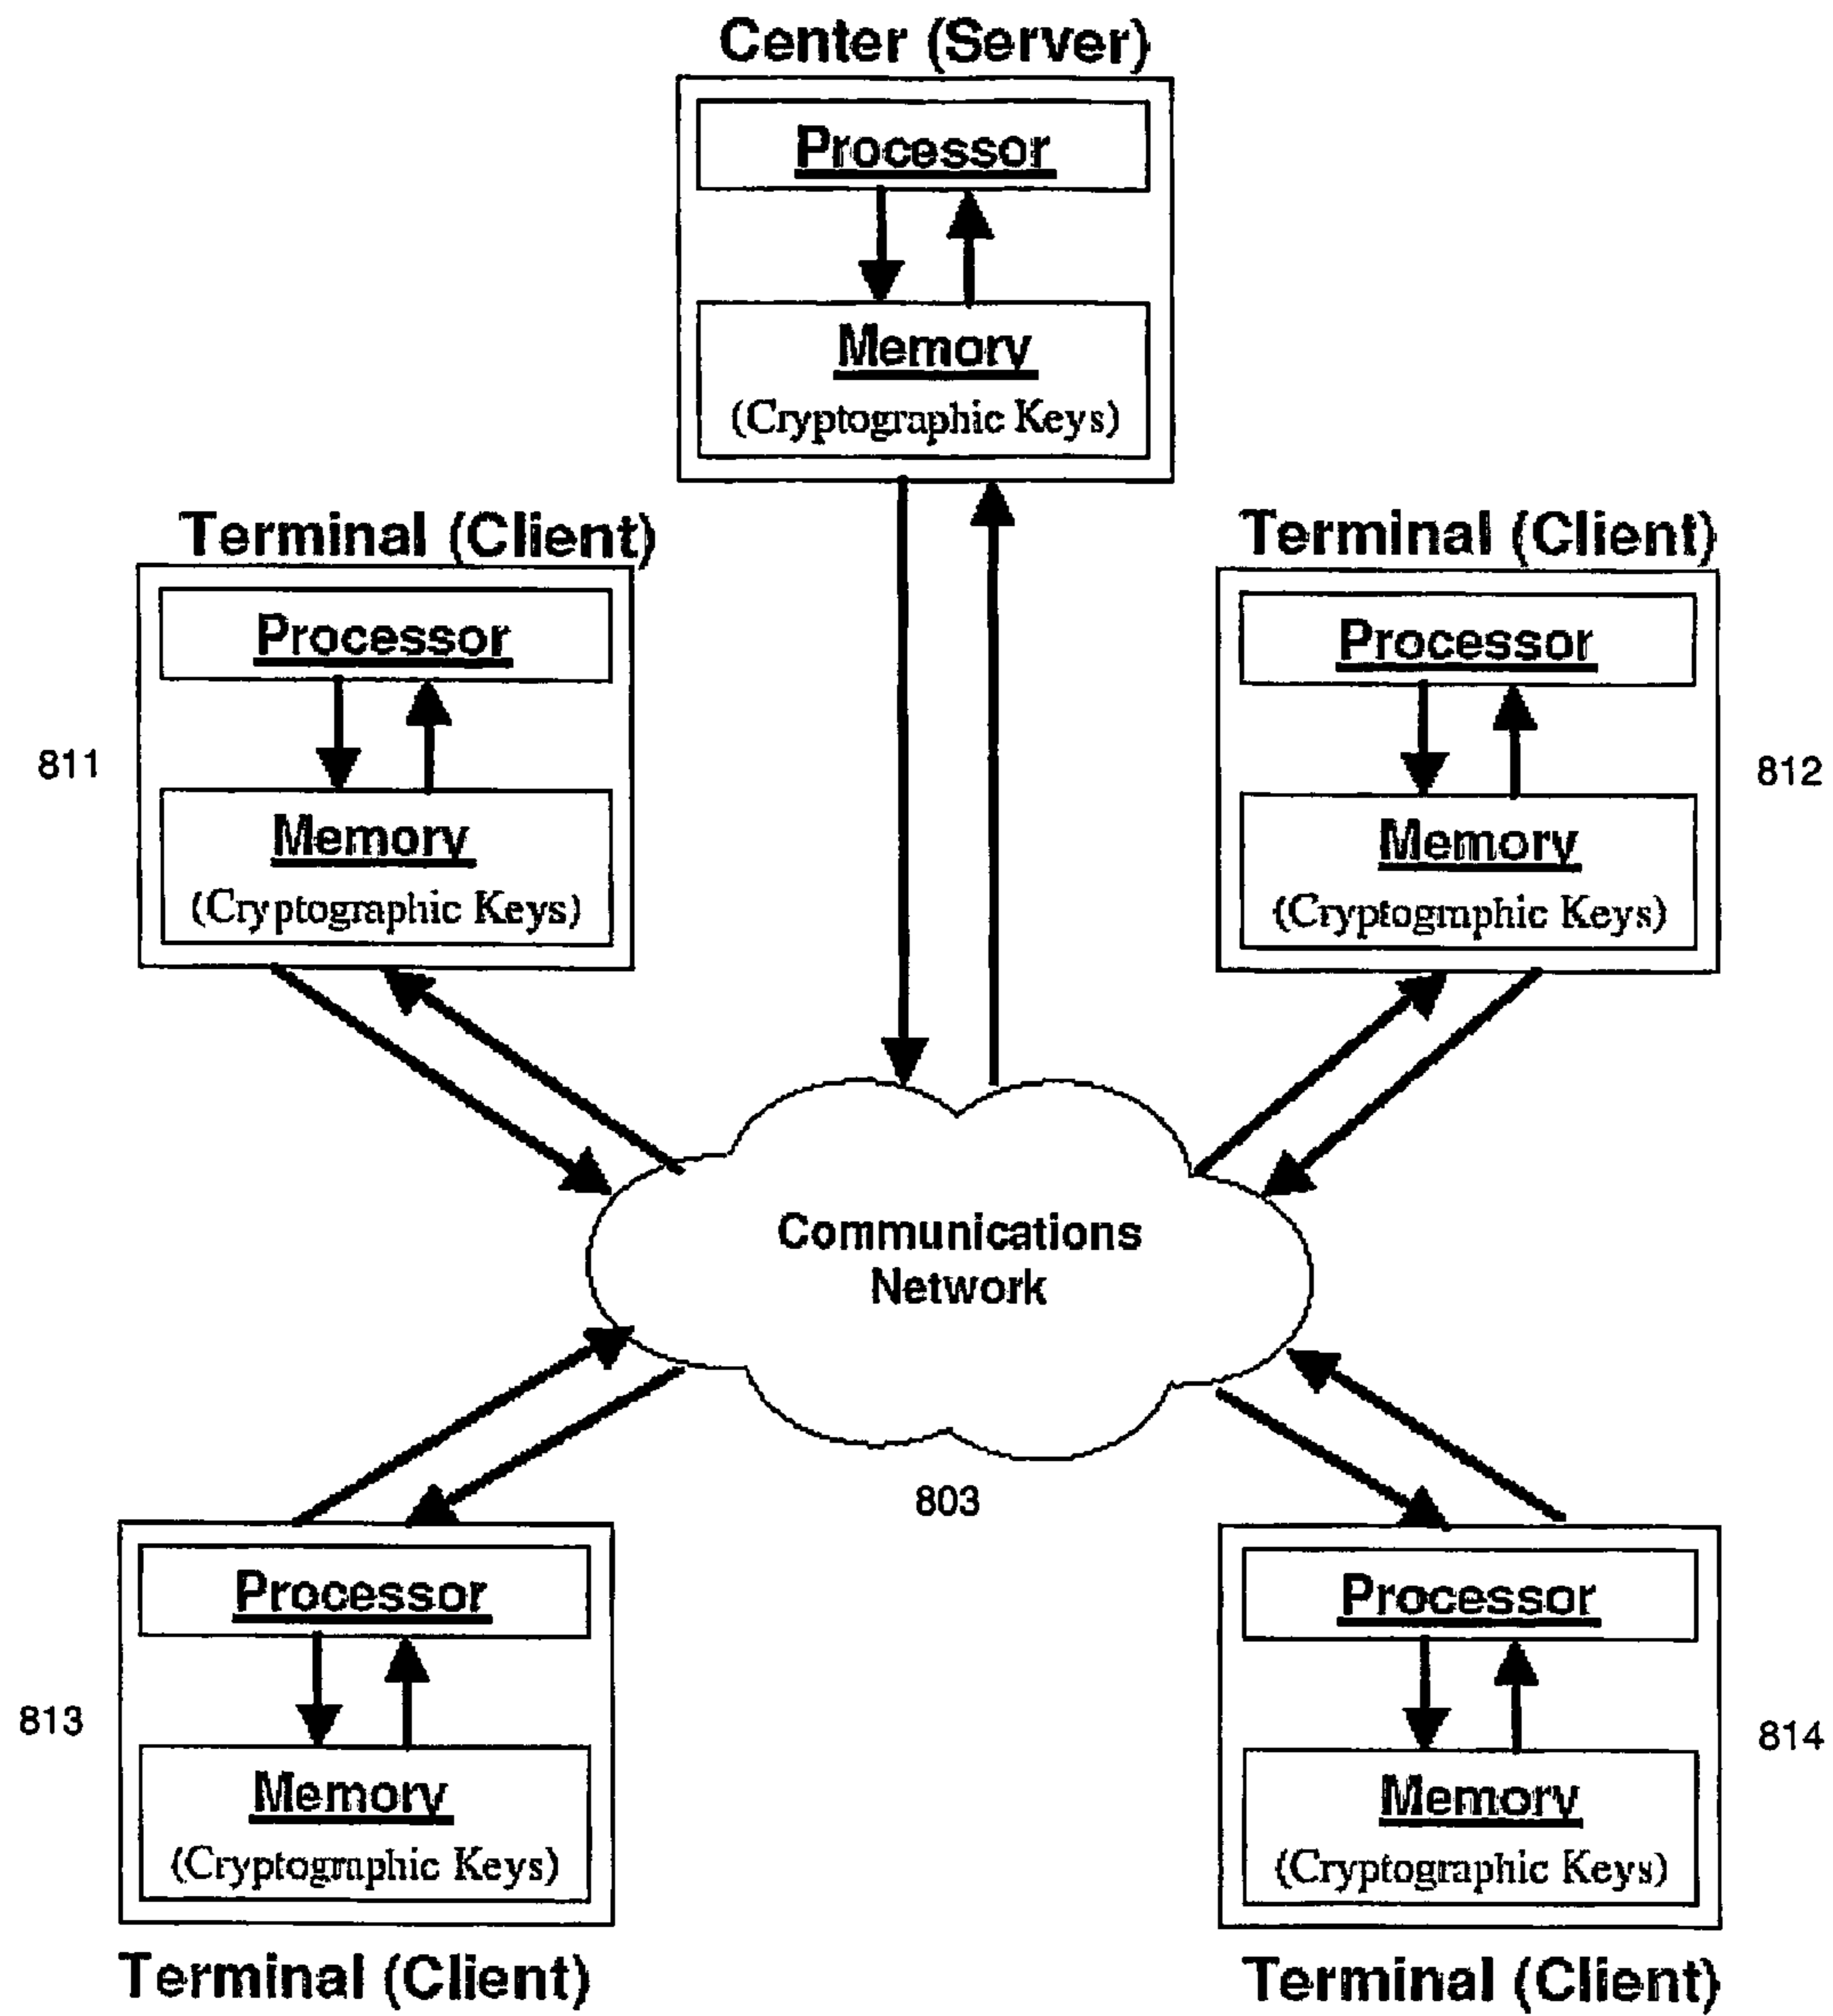 Center (Server)
Processor
Memory
(Cryptographic Keys)
Terminal (Client)
Processor
811
Memory
(Cryptographic Keys)
Terminal (Client)
Processor
812
Memory
(Cryptographic Keys)
Communications
Network
803
Processor
813
Memory
(Cryptographic Keys)
Terminal (Client)
Processor
814
Memory
(Cryptographic Keys)
Terminal (Client)